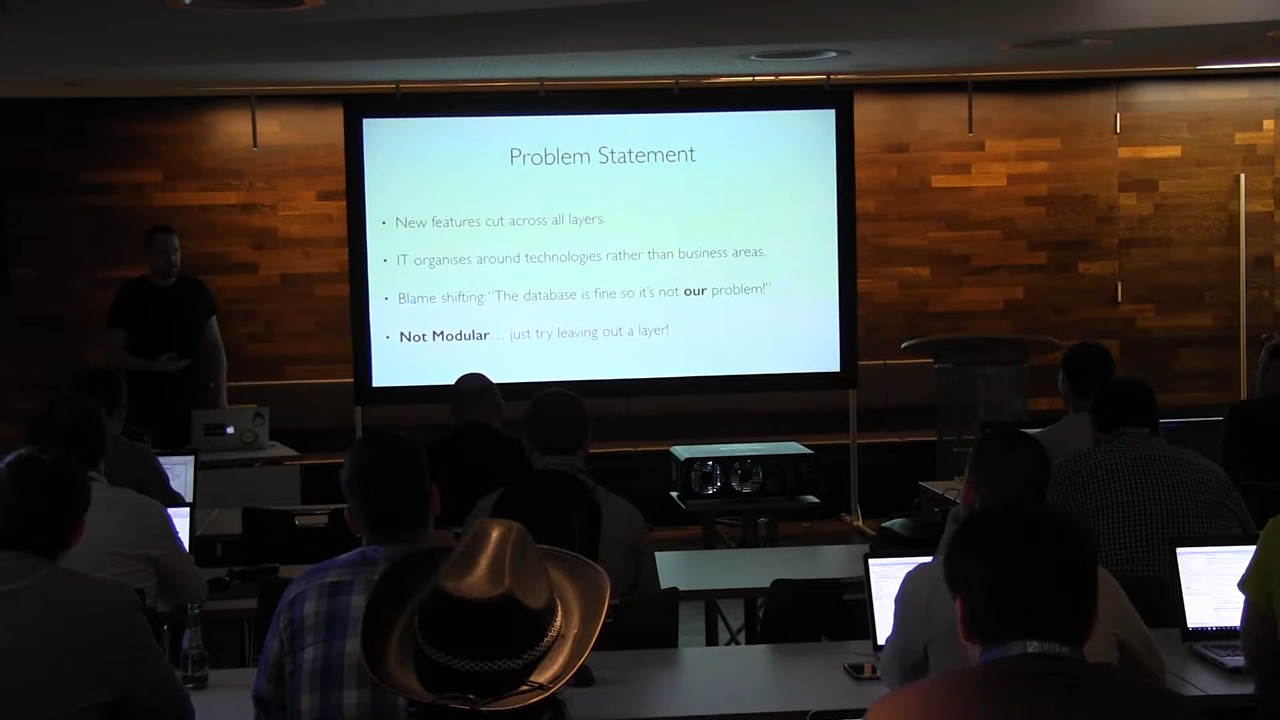 Problem Statement
• New features cut across all layers.
• IT organises around technologies rather than business areas.
• Blame shifting: "The database is fine so it's not our problem!"
• Not Modular… just try leaving out a layer!